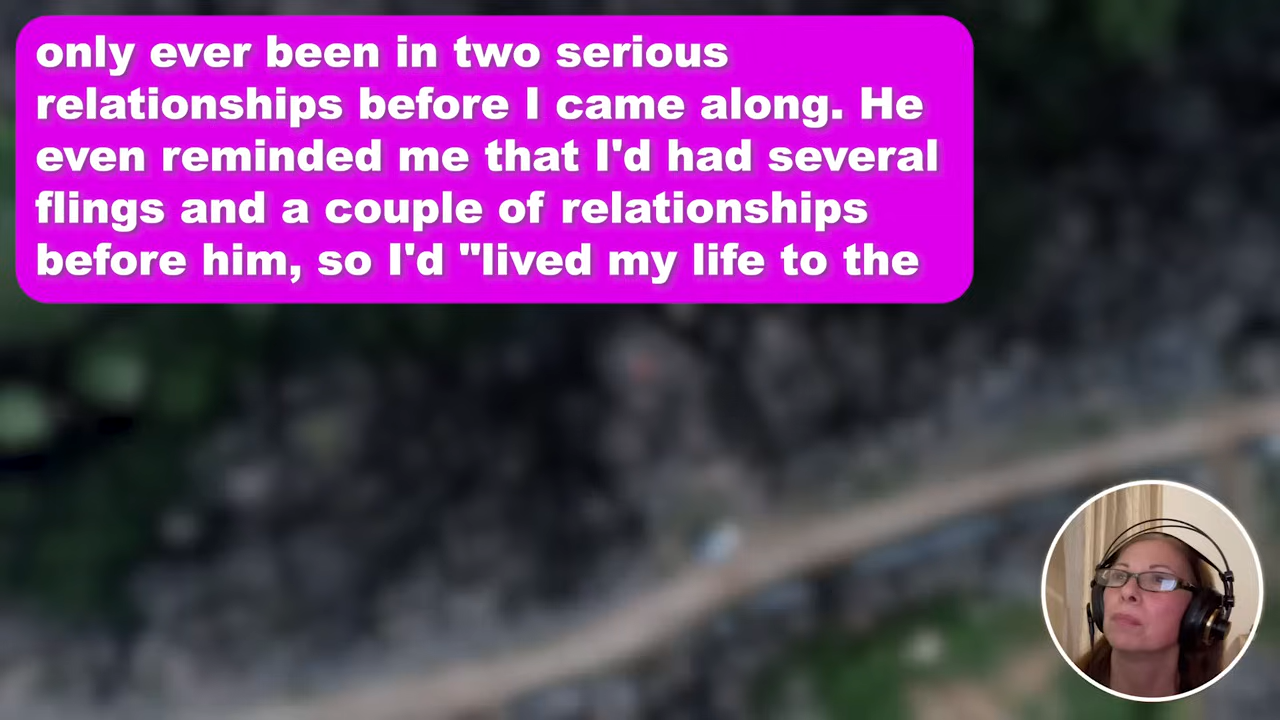 only ever been in two serious
relationships before I came along. He
even reminded me that I'd had several
flings and a couple of relationships
before him, so I'd "lived my life to the